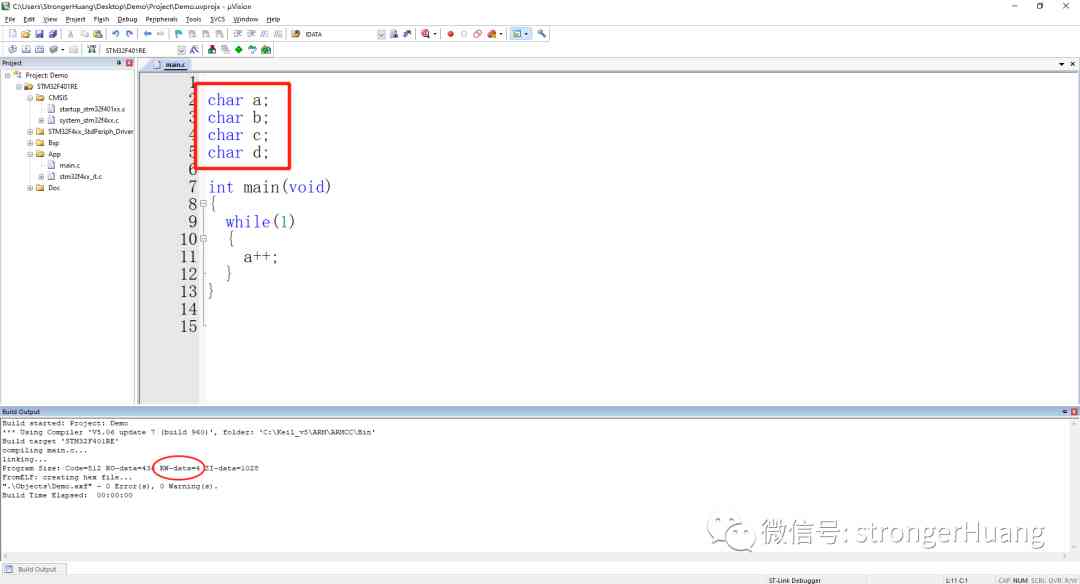 C:\Users\StrongerHuang\Desktop\Demo\Project\Demo.uvprojx - µVision
File Edit View Project Flash Debug Peripherals Tools SVCS Window Help
IDATA
STM32F401RE
Project
main.c
Project: Demo
STM32F401RE
CMSIS
startup_stm32f401xx.s
system_stm32f4xx.c
STM32F4xx_StdPeriph_Driver
Bsp
App
main.c
stm32f4xx_it.c
Doc
1
2 char a;
3 char b;
4 char c;
5 char d;
6
7 int main(void)
8 {
9 while(1)
10 {
11 a++;
12 }
13 }
14
15
Build Output
Build started: Project: Demo
*** Using Compiler 'V5.06 update 7 (build 960)', folder: 'C:\Keil_v5\ARM\ARMCC\Bin'
Build target 'STM32F401RE'
compiling main.c...
linking...
Program Size: Code=512 RO-data=434 RW-data=4 ZI-data=1028
FromELF: creating hex file...
".\Objects\Demo.axf" - 0 Error(s), 0 Warning(s).
Build Time Elapsed: 00:00:00
微信号: strongerHuang
Build Output
ST-Link Debugger L:11 C:1 CAP NUM SCRL OVR R/W